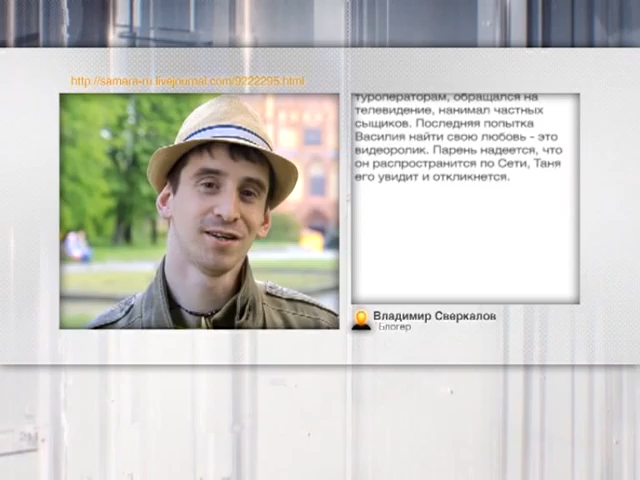 http://samara-ru.livejournal.com/9222295.html
туроператорам, обращался на
телевидение, нанимал частных
сыщиков. Последняя попытка
Василия найти свою любовь - это
видеоролик. Парень надеется, что
он распространится по Сети, Таня
его увидит и откликнется.
Владимир Сверкалов
Блогер